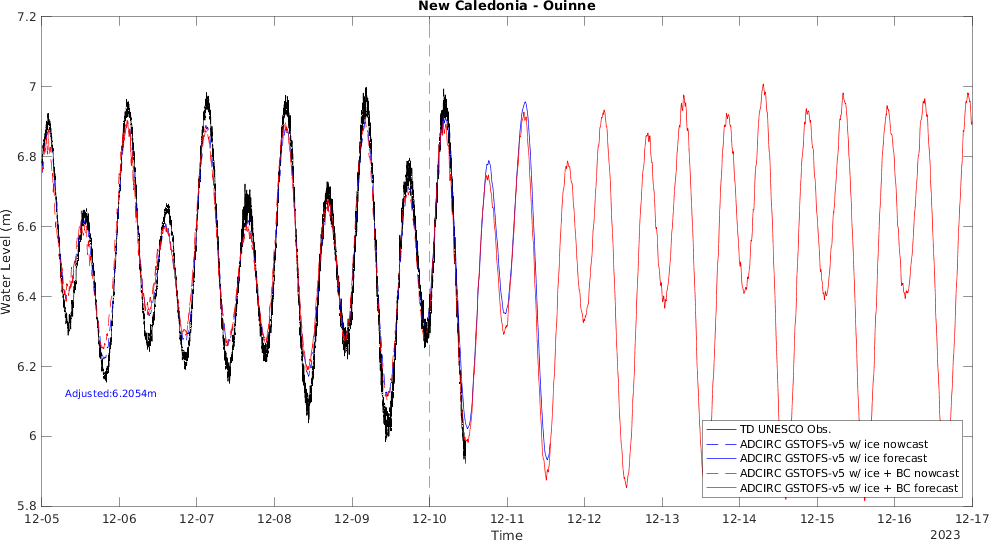 New Caledonia - Ouinne
7.2
7
6.8
6.6
6.4
6.2
6
5.8
Water Level (m)
Adjusted:6.2054m
TD UNESCO Obs.
ADCIRC GSTOFS-v5 w/ ice nowcast
ADCIRC GSTOFS-v5 w/ ice forecast
ADCIRC GSTOFS-v5 w/ ice + BC nowcast
ADCIRC GSTOFS-v5 w/ ice + BC forecast
12-05 12-06 12-07 12-08 12-09 12-10 12-11 12-12 12-13 12-14 12-15 12-16 12-17
Time
2023